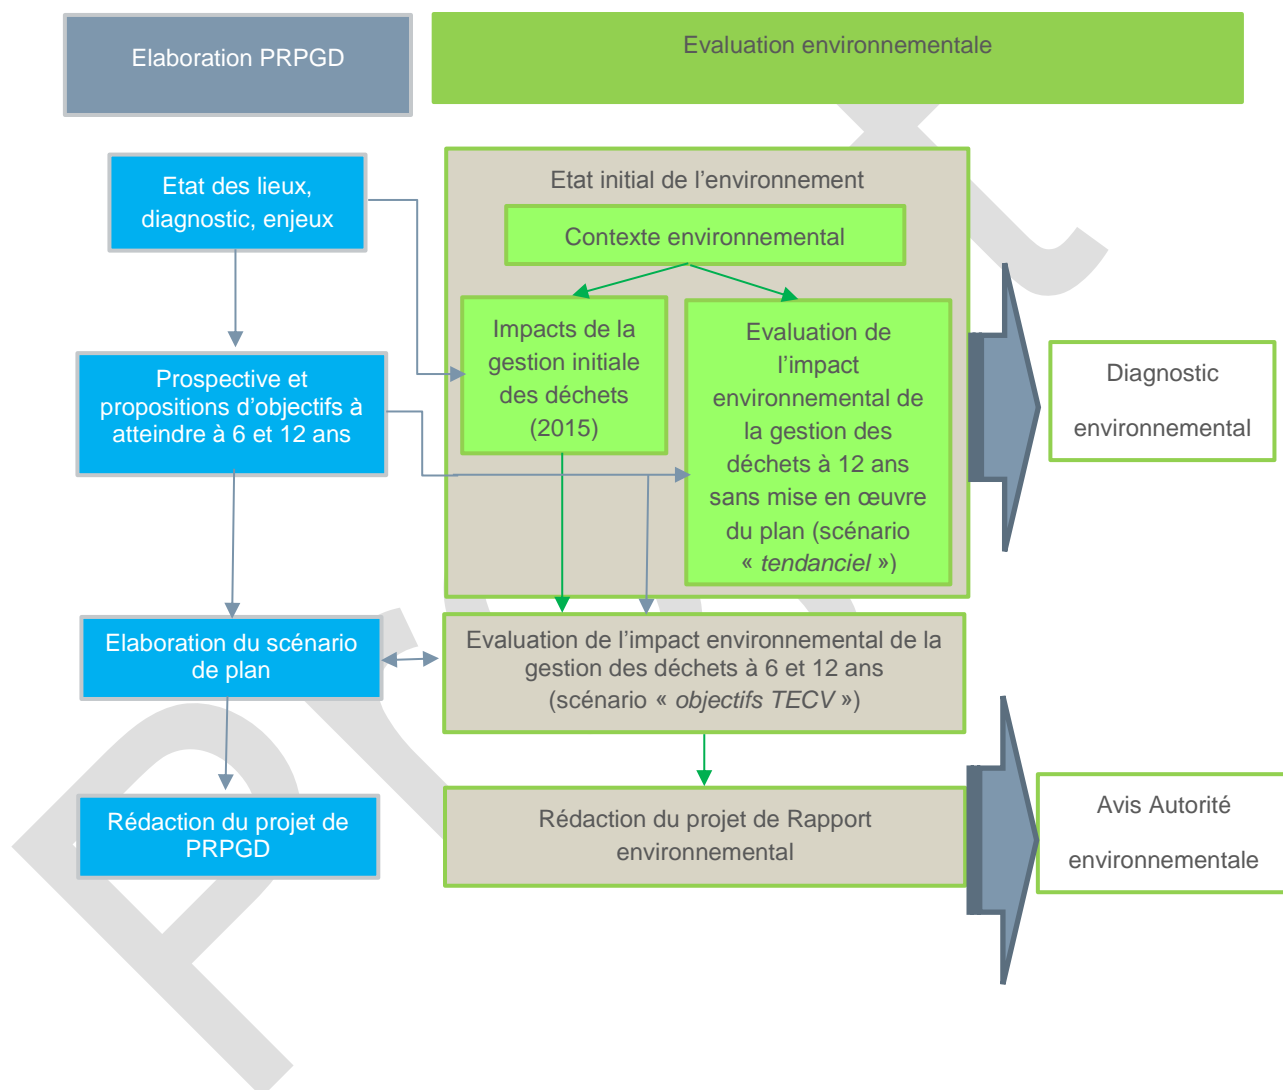 Elaboration PRPGD
Evaluation environnementale
Etat des lieux,
diagnostic, enjeux
Prospective et
propositions d’objectifs à
atteindre à 6 et 12 ans
Elaboration du scénario
de plan
Rédaction du projet de
PRPGD
Etat initial de l’environnement
Contexte environnemental
Impacts de la
gestion initiale
des déchets
(2015)
Evaluation de
l’impact
environnemental de
la gestion des
déchets à 12 ans
sans mise en œuvre
du plan (scénario
« tendanciel »)
Evaluation de l’impact environnemental de la
gestion des déchets à 6 et 12 ans
(scénario « objectifs TECV »)
Rédaction du projet de Rapport
environnemental
Diagnostic
environnemental
Avis Autorité
environnementale